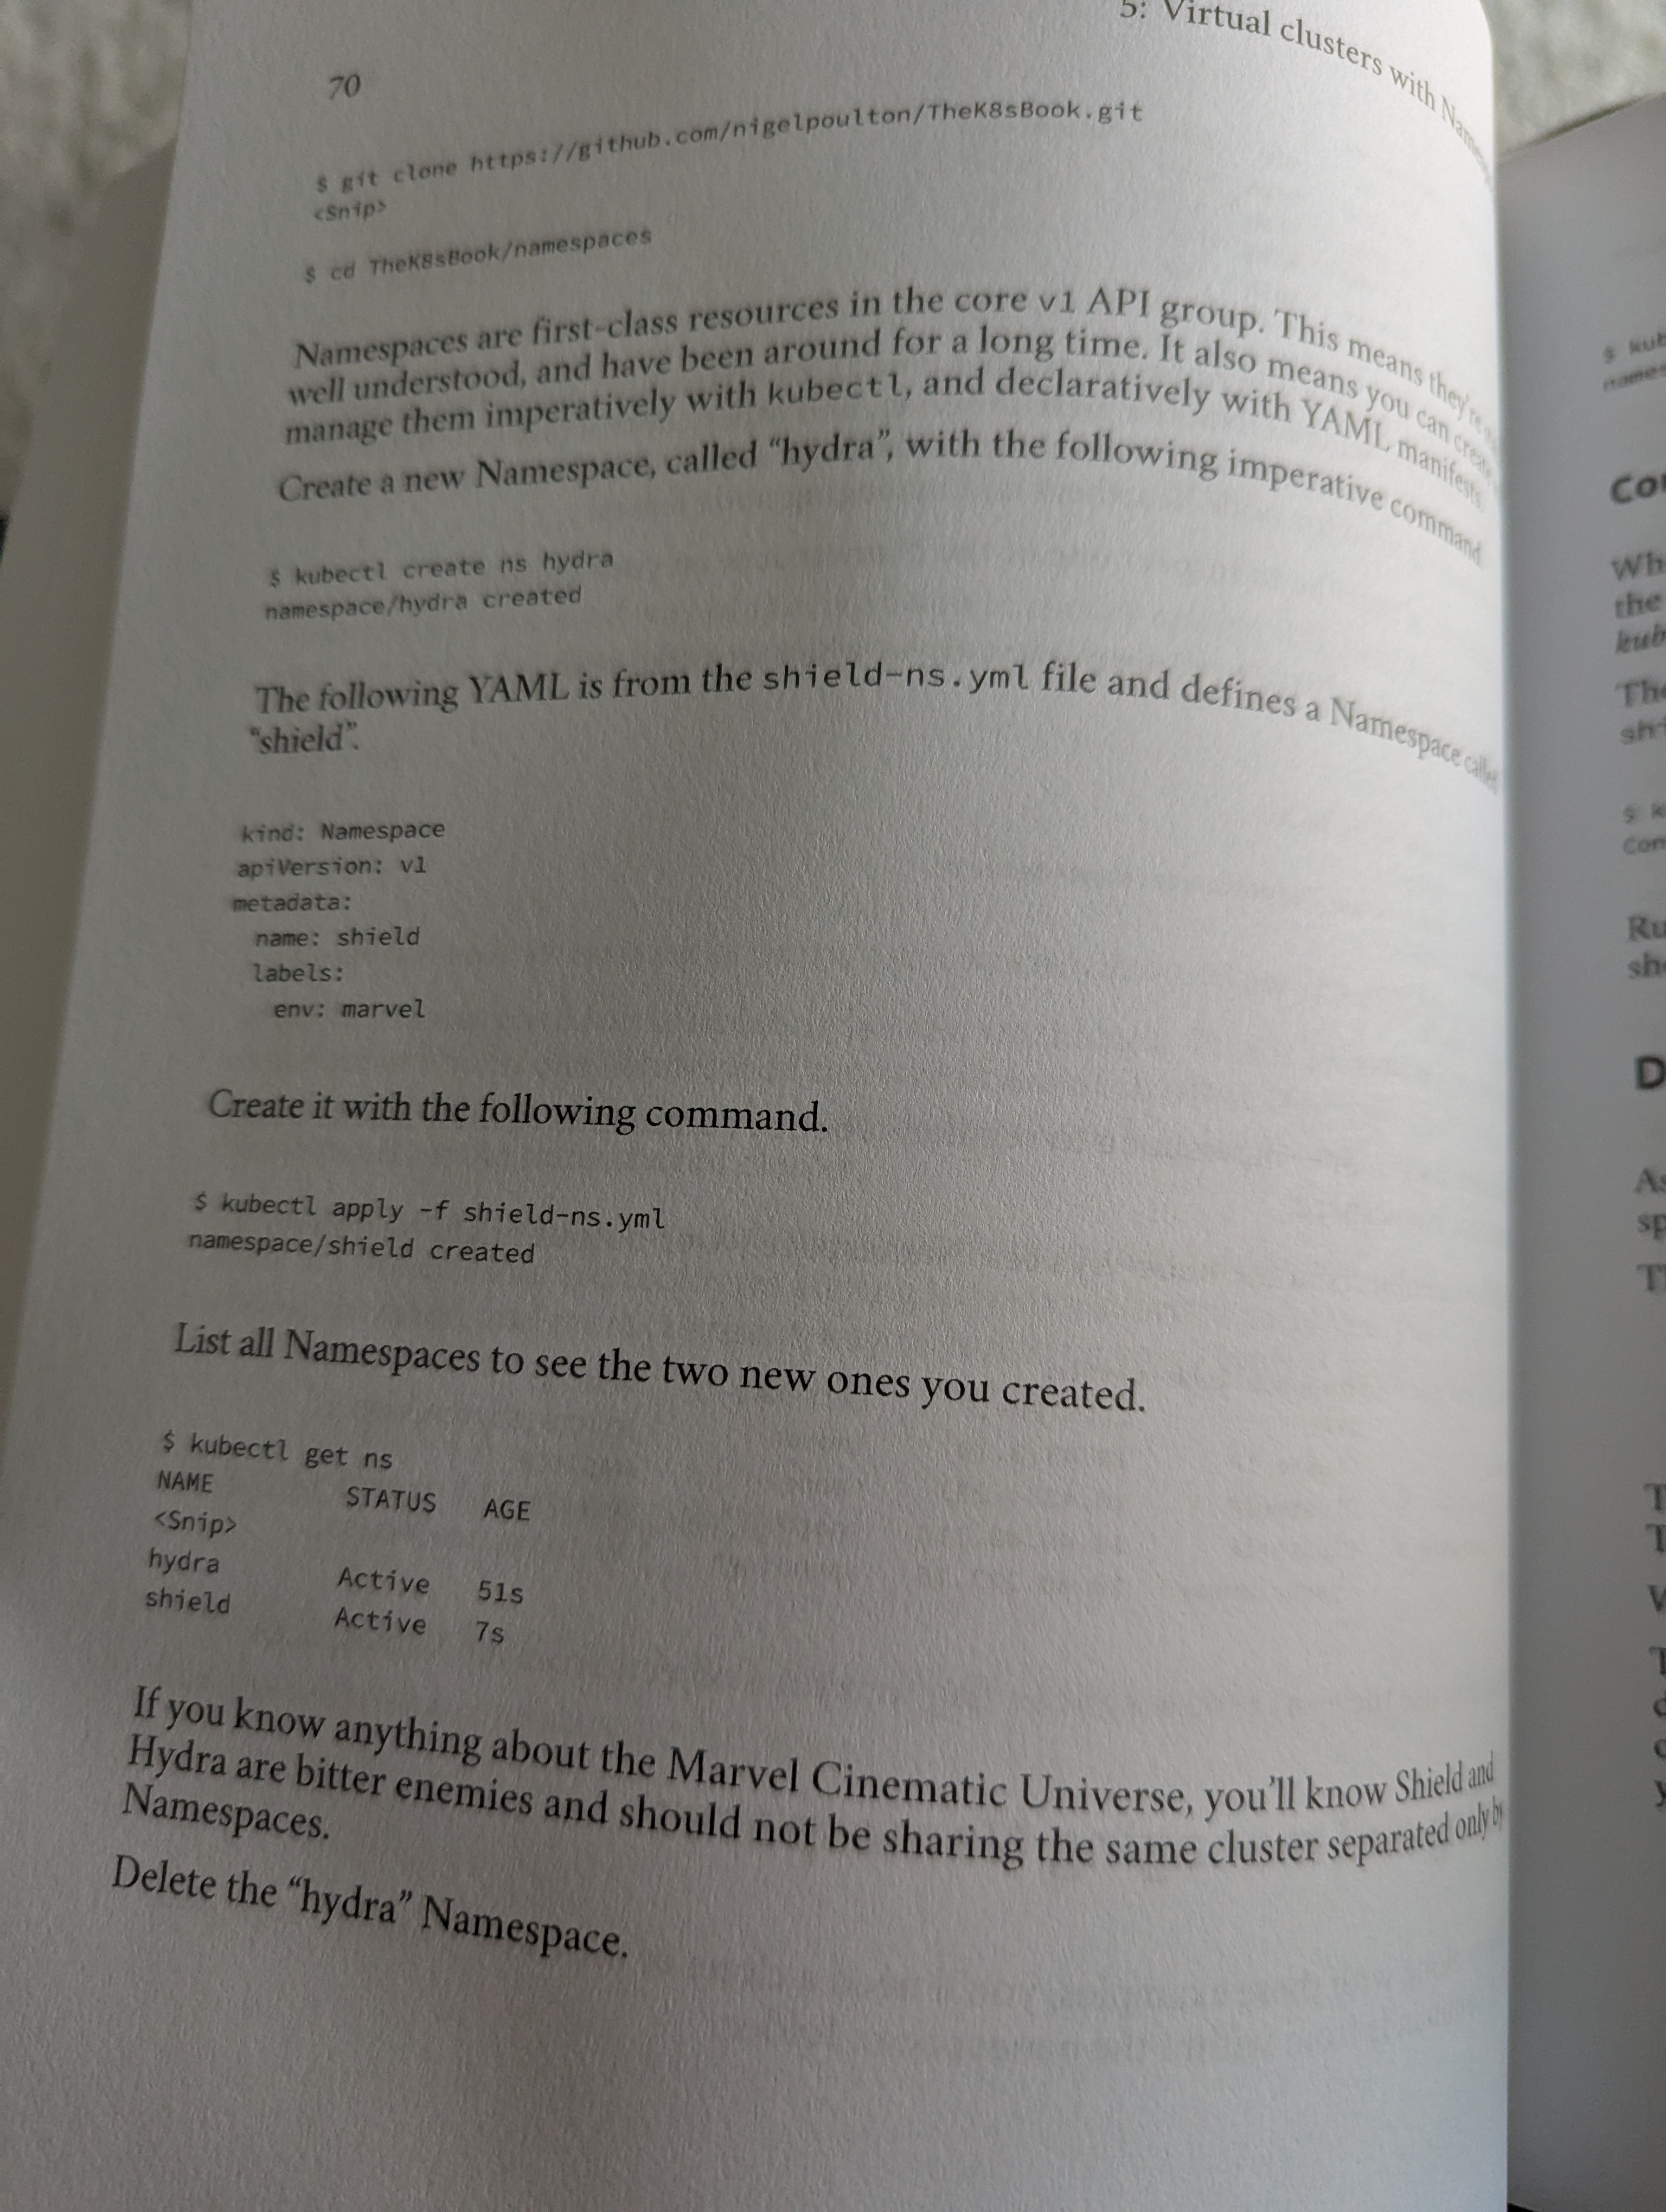 70
5: Virtual clusters with
$ git clone https://github.com/nigelpoulton/TheK8sBook.git
<Snip>
$ cd TheK8sBook/namespaces
Namespaces are first-class resources in the core v1 API group. This means they're
well understood, and have been around for a long time. It also means you can create
manage them imperatively with kubectl, and declaratively with YAML manifests.
Create a new Namespace, called “hydra”, with the following imperative command
$ kubectl create ns hydra
namespace/hydra created
The following YAML is from the shield-ns.yml file and defines a Namespace called
“shield”.
kind: Namespace
apiVersion: v1
metadata:
  name: shield
  labels:
    env: marvel
Create it with the following command.
$ kubectl apply -f shield-ns.yml
namespace/shield created
List all Namespaces to see the two new ones you created.
$ kubectl get ns
NAME STATUS AGE
<Snip>
hydra Active 51s
shield Active 7s
If you know anything about the Marvel Cinematic Universe, you'll know Shield and
Hydra are bitter enemies and should not be sharing the same cluster separated only by
Namespaces.
Delete the “hydra” Namespace.
$
the